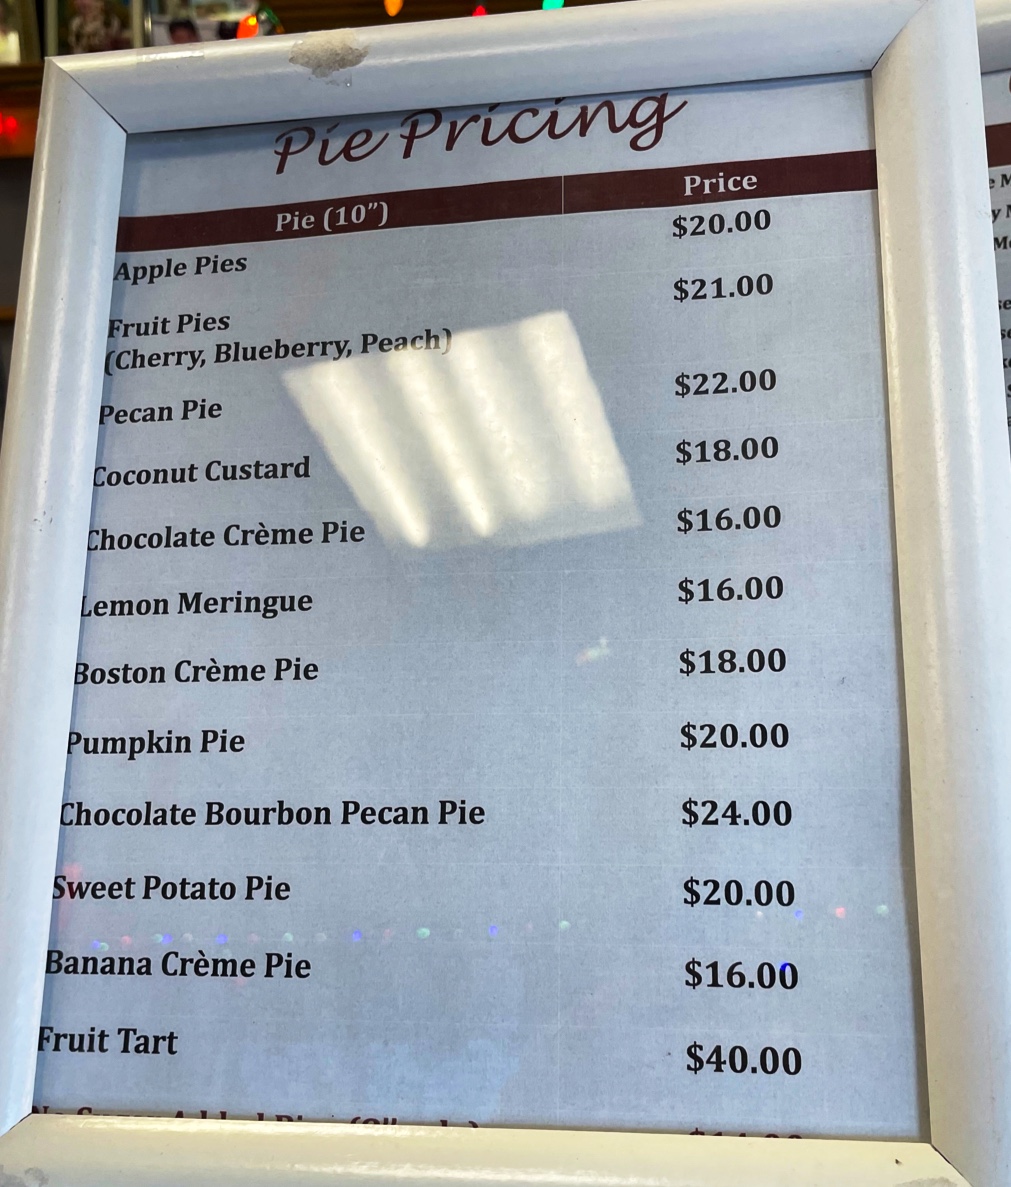 Pie Pricing
Pie (10”) Price
Apple Pies $20.00
Fruit Pies $21.00
(Cherry, Blueberry, Peach)
Pecan Pie $22.00
Coconut Custard $18.00
Chocolate Crème Pie $16.00
Lemon Meringue $16.00
Boston Crème Pie $18.00
Pumpkin Pie $20.00
Chocolate Bourbon Pecan Pie $24.00
Sweet Potato Pie $20.00
Banana Crème Pie $16.00
Fruit Tart $40.00